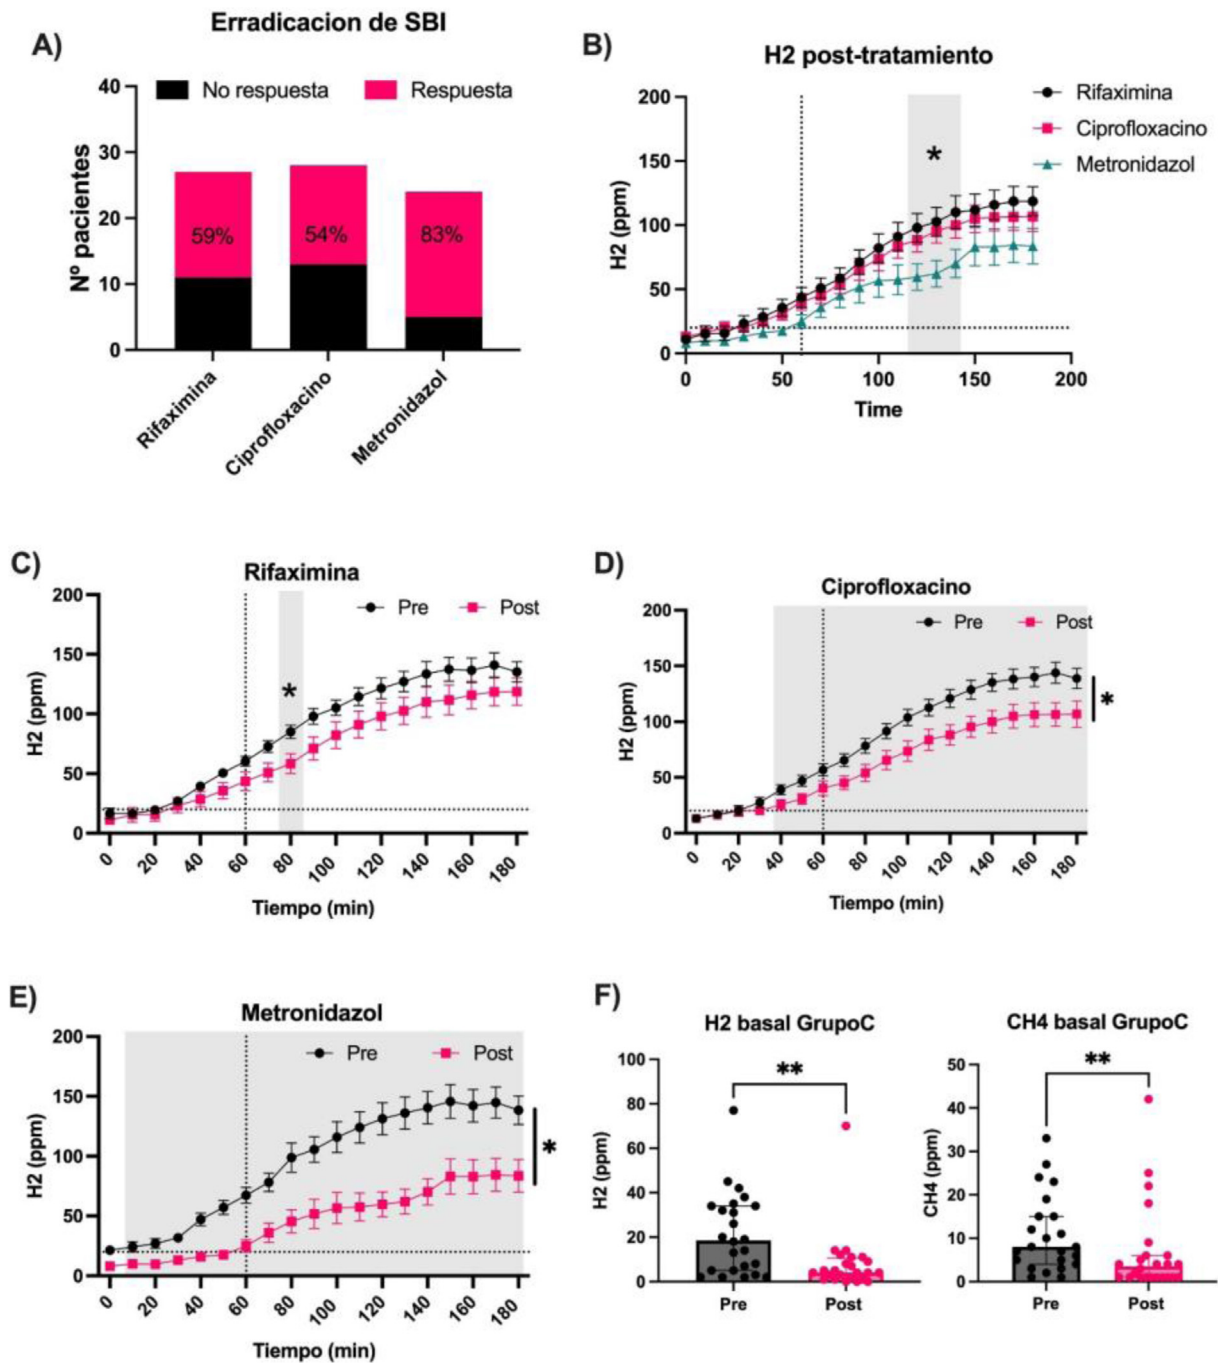 A)
Erradicacion de SBI
No respuesta
Respuesta
Nº pacientes
40
30
20
10
0
59%
54%
83%
Rifaximina
Ciprofloxacino
Metronidazol
B)
H2 post-tratamiento
Rifaximina
Ciprofloxacino
Metronidazol
H2 (ppm)
200
150
100
50
0
*
0
50
100
150
200
Time
C)
Rifaximina
Pre
Post
H2 (ppm)
200
150
100
50
0
*
0
20
40
60
80
100
120
140
160
180
Tiempo (min)
D)
Ciprofloxacino
Pre
Post
H2 (ppm)
200
150
100
50
0
*
0
20
40
60
80
100
120
140
160
180
Tiempo (min)
E)
Metronidazol
Pre
Post
H2 (ppm)
200
150
100
50
0
*
0
20
40
60
80
100
120
140
160
180
Tiempo (min)
F)
H2 basal GrupoC
**
H2 (ppm)
100
80
60
40
20
0
Pre
Post
CH4 basal GrupoC
**
CH4 (ppm)
50
40
30
20
10
0
Pre
Post